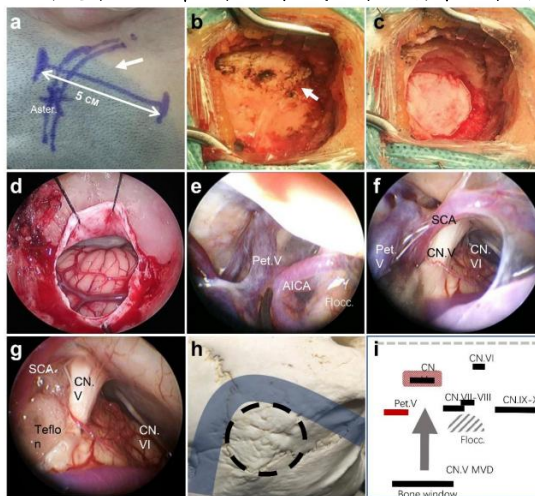 a
b
c
Aster.
5 CM
d
e
f
Pet.V
AICA
Flocc.
SCA
Pet.
V
CN.V
CN.
VI
g
h
i
SCA
CN.
V
Teflo
n
CN.
VI
CN.VI
CN
CN.VII-VIII
CN.IX-X
Pet.V
Flocc.
CN.V MVD
Bone window